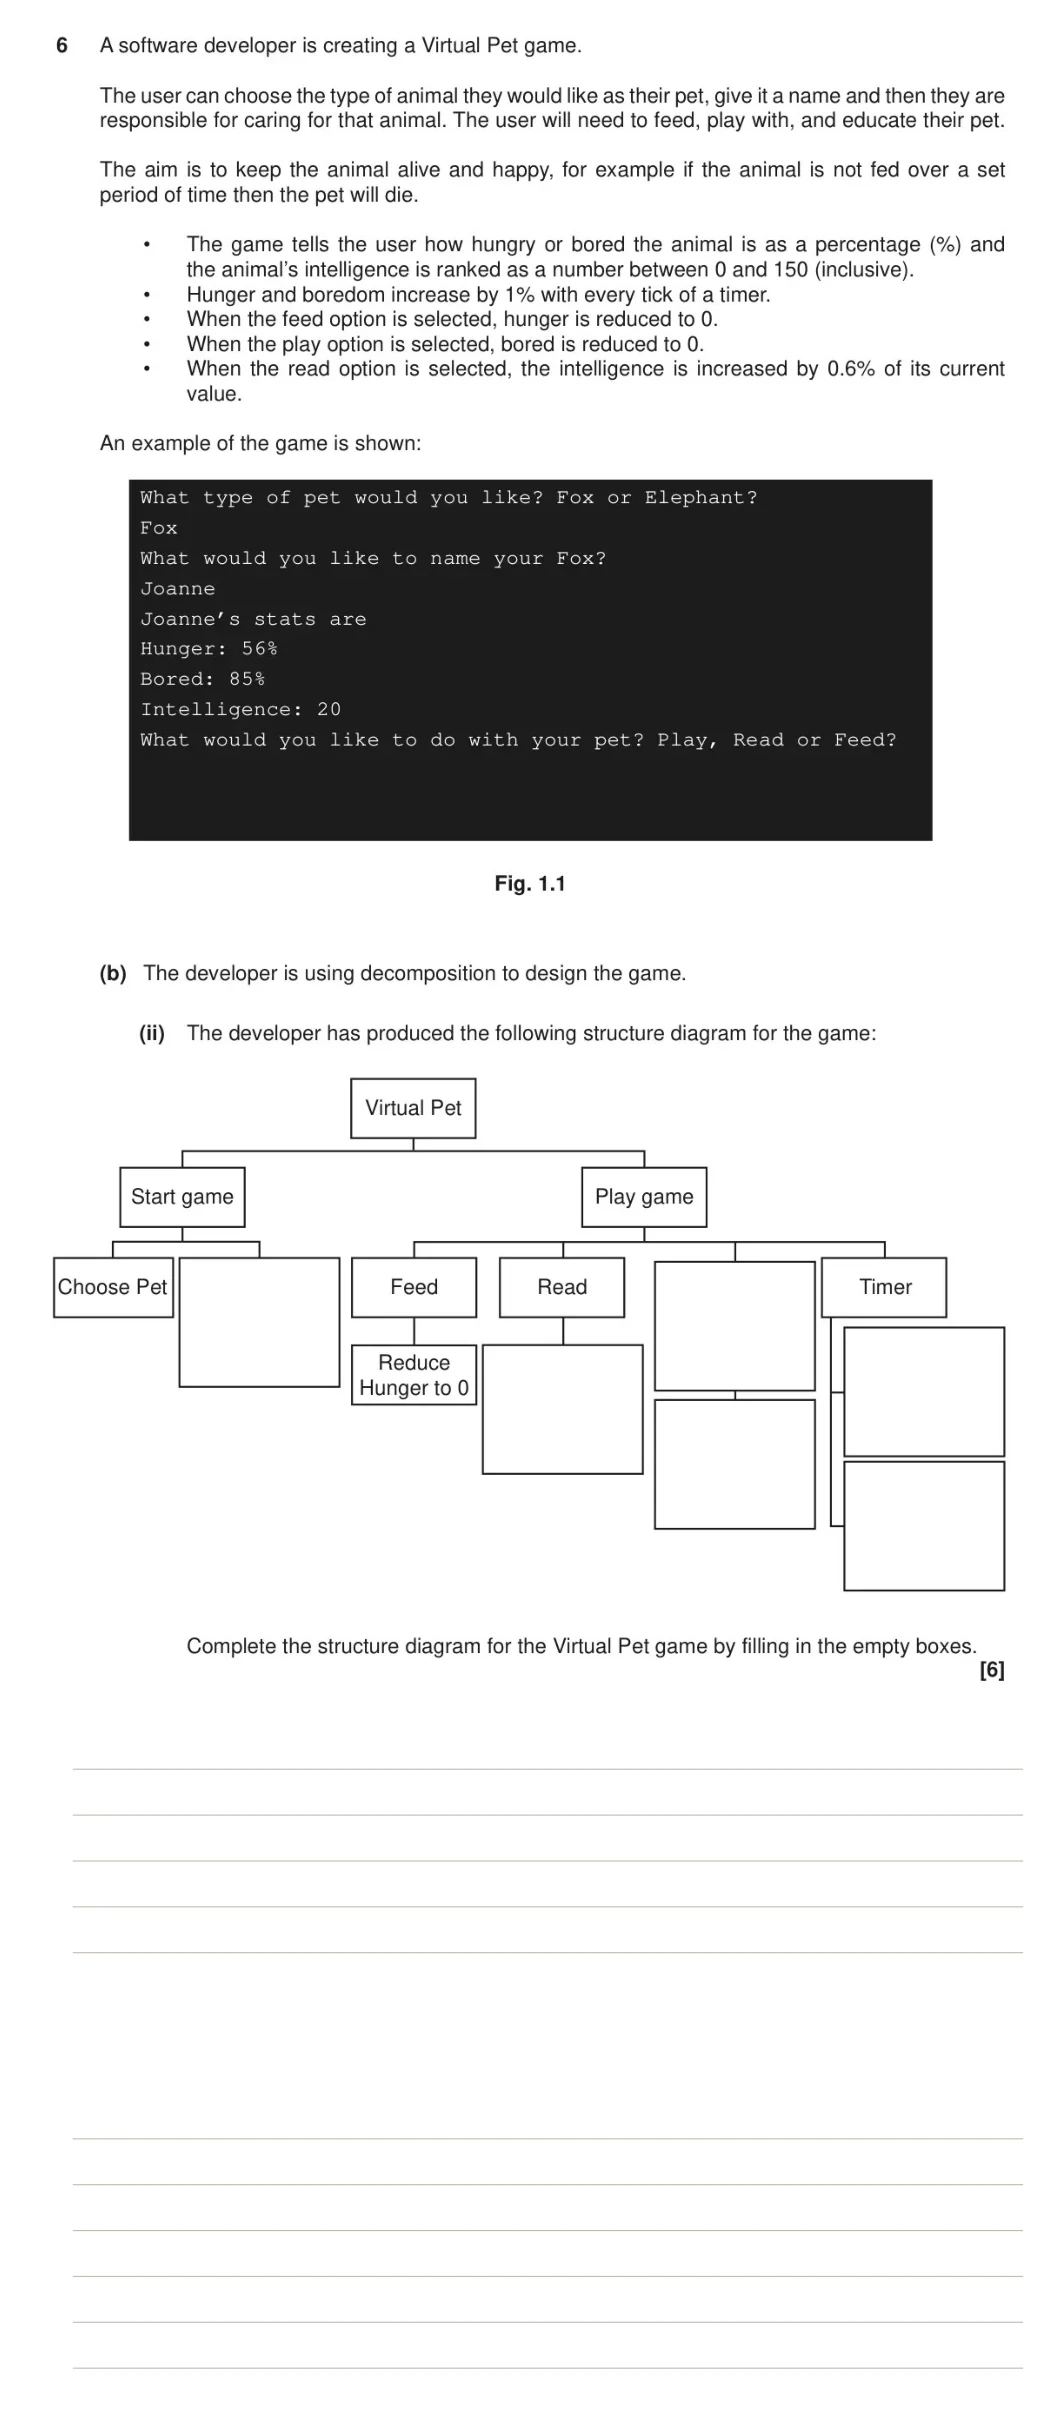 6 A software developer is creating a Virtual Pet game.
The user can choose the type of animal they would like as their pet, give it a name and then they are
responsible for caring for that animal. The user will need to feed, play with, and educate their pet.
The aim is to keep the animal alive and happy, for example if the animal is not fed over a set
period of time then the pet will die.
• The game tells the user how hungry or bored the animal is as a percentage (%) and
the animal's intelligence is ranked as a number between 0 and 150 (inclusive).
• Hunger and boredom increase by 1% with every tick of a timer.
• When the feed option is selected, hunger is reduced to 0.
• When the play option is selected, bored is reduced to 0.
• When the read option is selected, the intelligence is increased by 0.6% of its current
value.
An example of the game is shown:
What type of pet would you like? Fox or Elephant?
Fox
What would you like to name your Fox?
Joanne
Joanne's stats are
Hunger: 56%
Bored: 85%
Intelligence: 20
What would you like to do with your pet? Play, Read or Feed?
Fig. 1.1
(b) The developer is using decomposition to design the game.
(ii) The developer has produced the following structure diagram for the game:
Virtual Pet
Start game
Play game
Choose Pet
Feed
Read
Timer
Reduce
Hunger to 0
Complete the structure diagram for the Virtual Pet game by filling in the empty boxes.
[6]